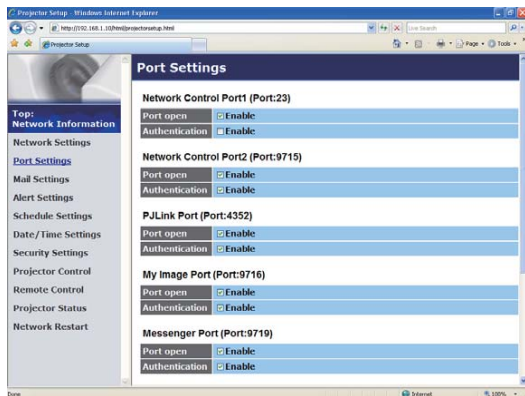 Projector Setup - Windows Internet Explorer
http://192.168.1.10/html/projectorsetup.html
Live Search
Projector Setup
Page
Tools
Top:
Network Information
Network Settings
Port Settings
Mail Settings
Alert Settings
Schedule Settings
Date/Time Settings
Security Settings
Projector Control
Remote Control
Projector Status
Network Restart
Port Settings
Network Control Port1 (Port:23)
Port open Enable
Authentication Enable
Network Control Port2 (Port:9715)
Port open Enable
Authentication Enable
PJLink Port (Port:4352)
Port open Enable
Authentication Enable
My Image Port (Port:9716)
Port open Enable
Authentication Enable
Messenger Port (Port:9719)
Port open Enable
Authentication Enable
Done
Internet
100%